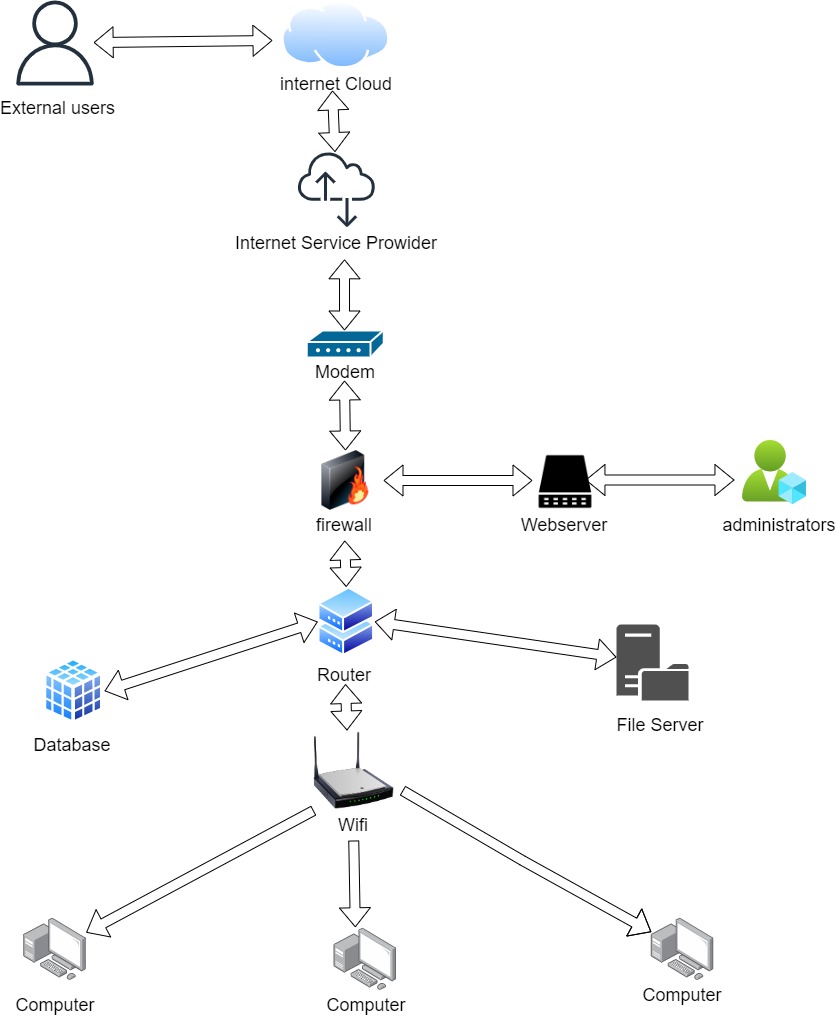 External users
internet Cloud
Internet Service Prowider
Modem
firewall
Webserver
administrators
Router
Database
File Server
Wifi
Computer
Computer
Computer